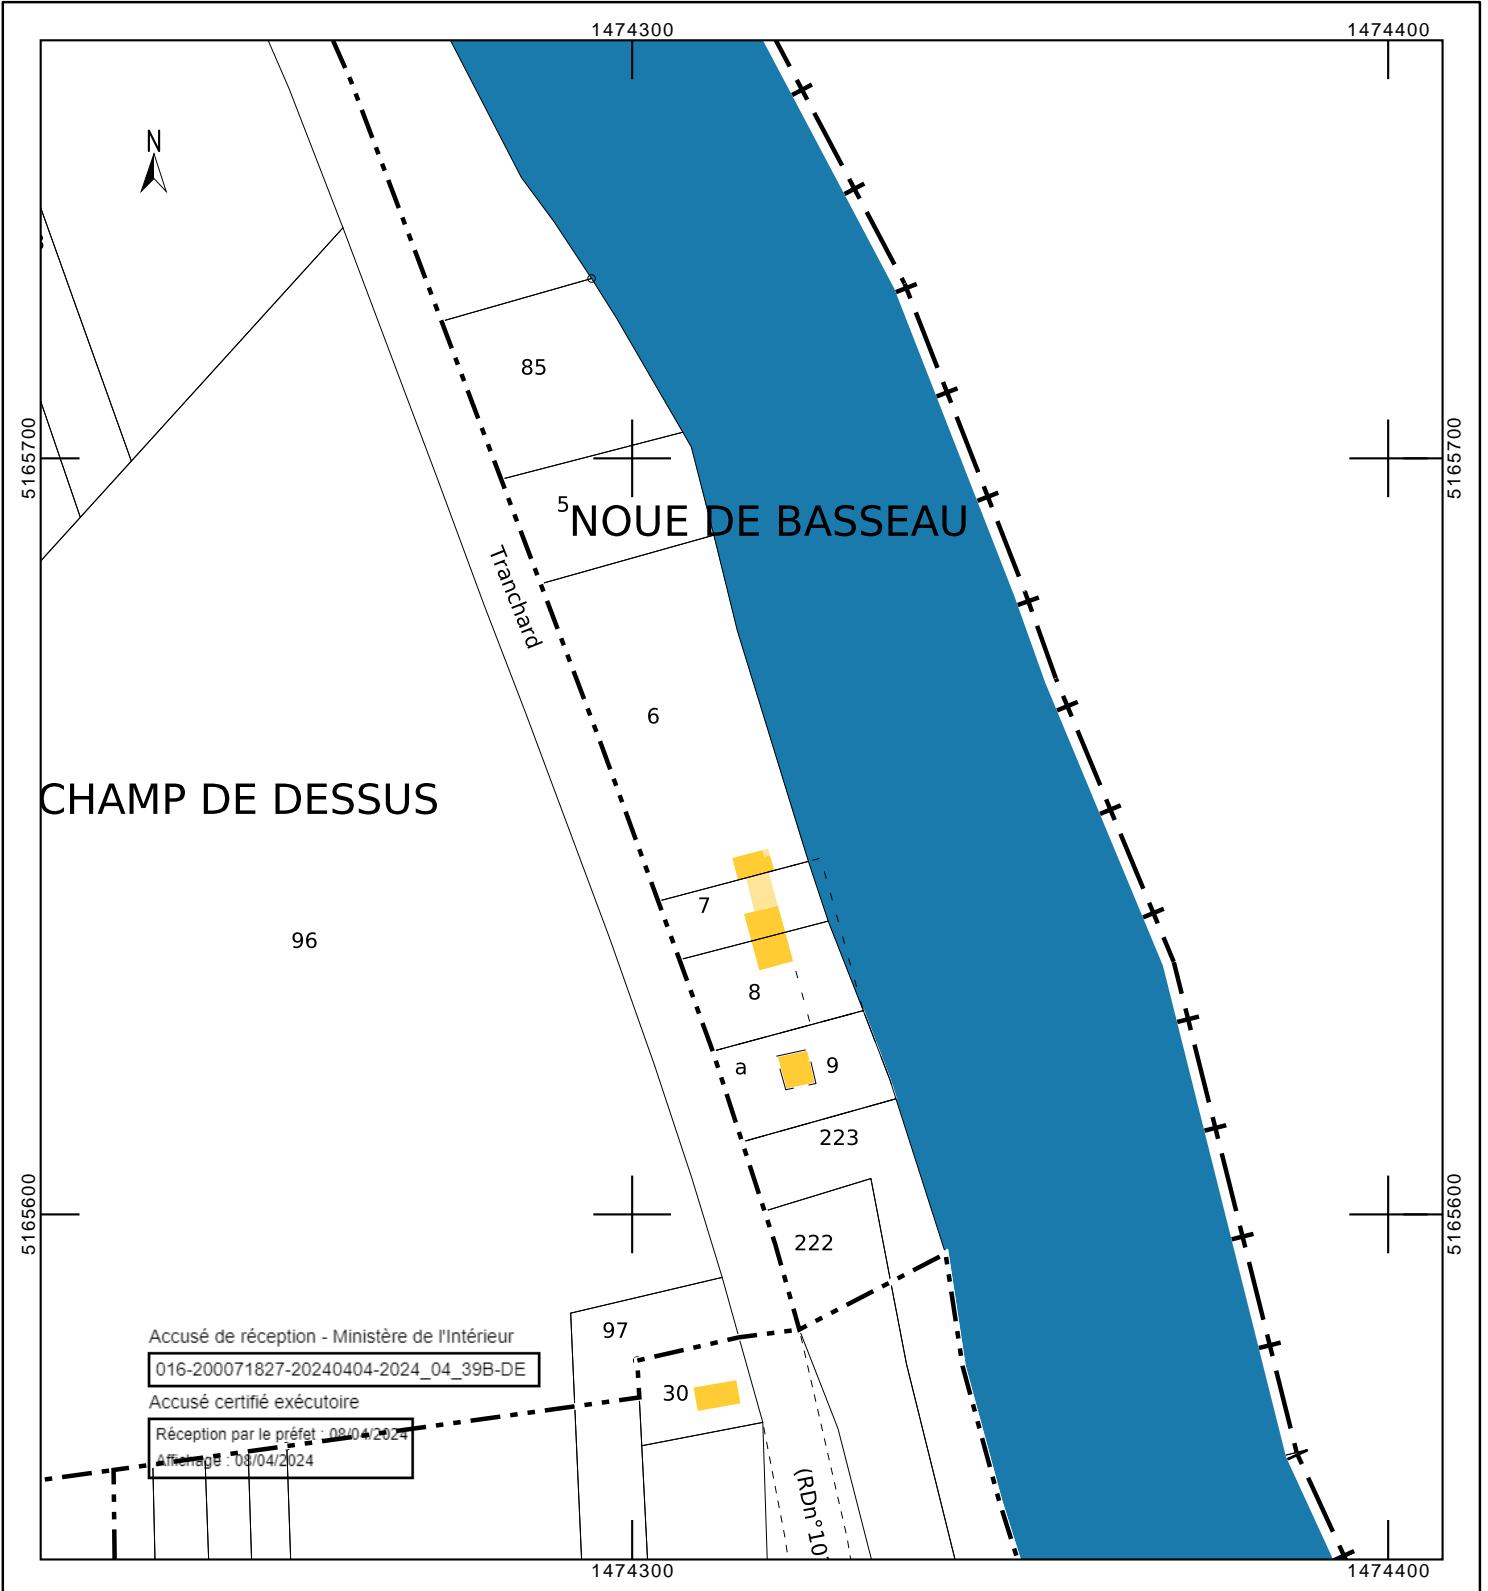 1474300
1474400
N
85
5165700
5165700
5
NOUE DE BASSEAU
Tranchard
6
CHAMP DE DESSUS
7
96
8
a
9
223
5165600
5165600
222
97
Accusé de réception - Ministère de l'Intérieur
016-200071827-20240404-2024_04_39B-DE
30
Accusé certifié exécutoire
Réception par le préfet : 08/04/2024
Affichage : 08/04/2024
(RDn°10
1474300
1474400